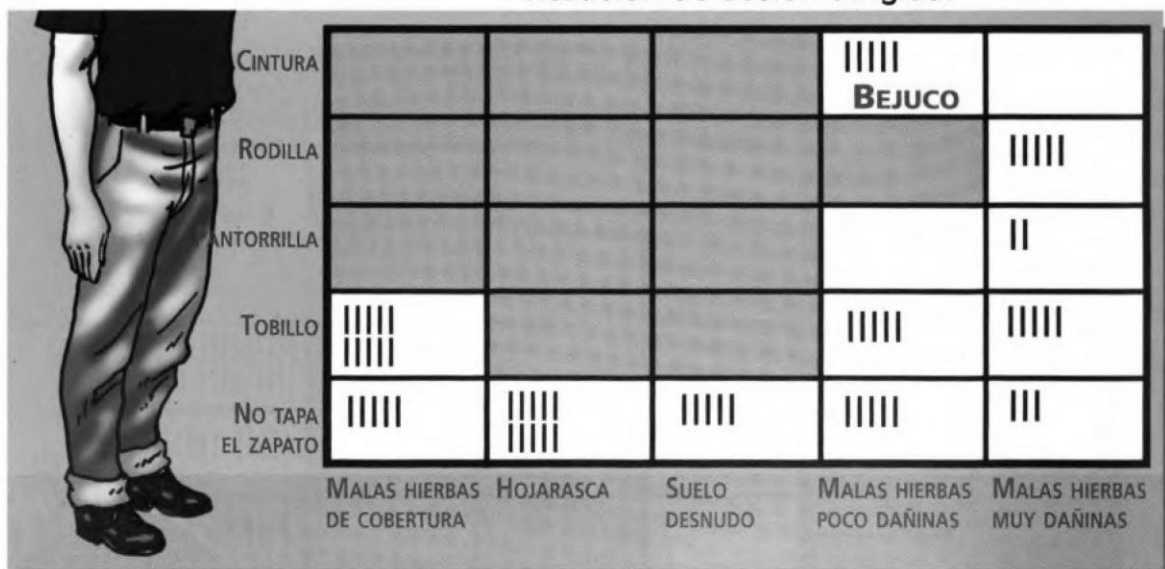 CINTURA
BEJUCO
RODILLA
ANTORRILLA
TOBILLO
NO TAPA
EL ZAPATO
MALAS HIERBAS
DE COBERTURA
HOJARASCA
SUELO
DESNUDO
MALAS HIERBAS
POCO DAÑINAS
MALAS HIERBAS
MUY DAÑINAS